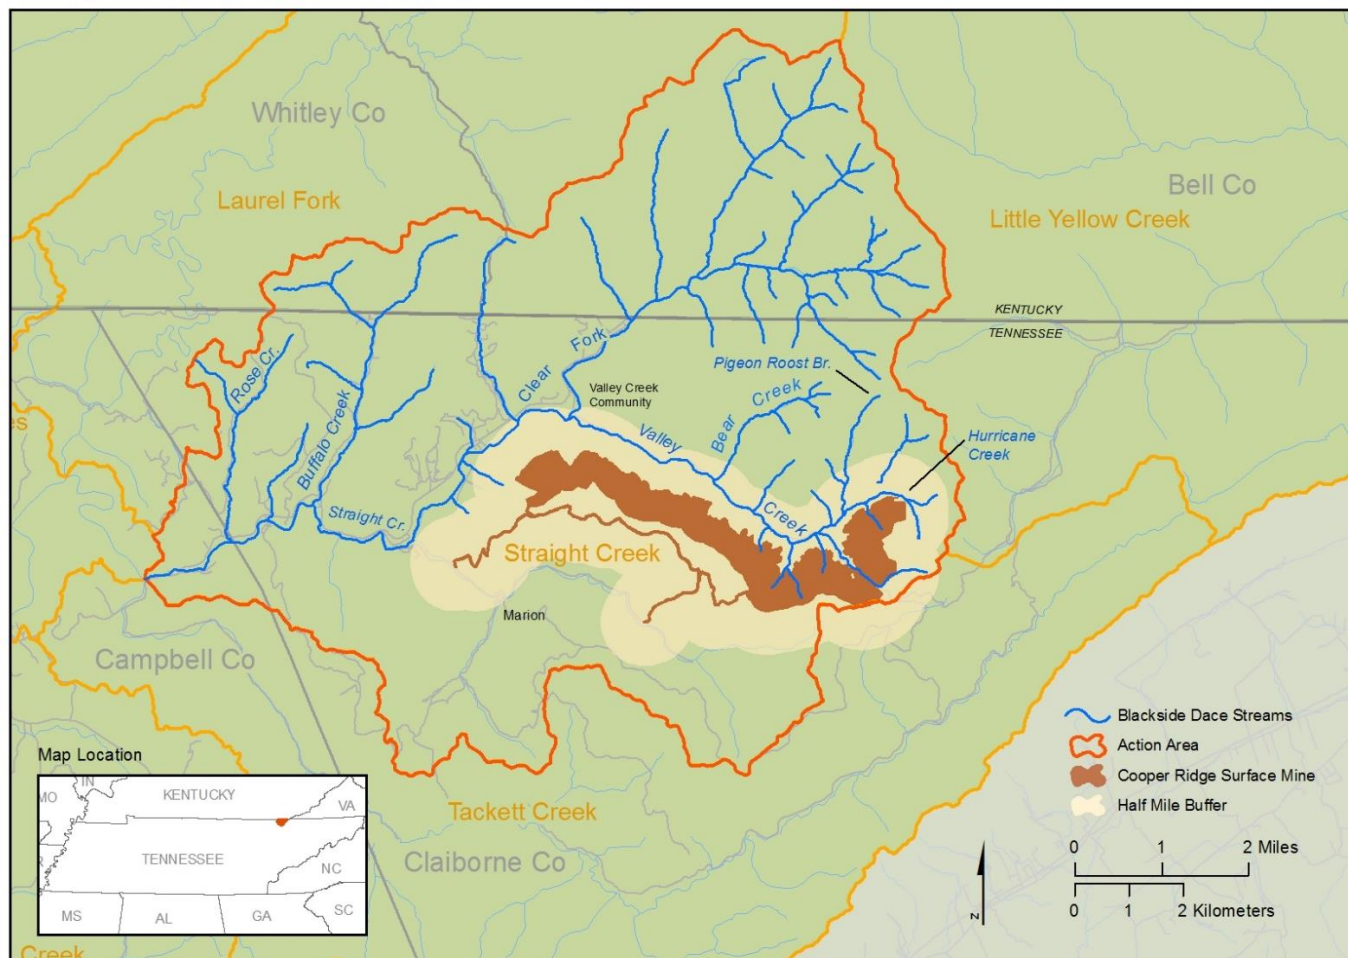 Whitley Co
Laurel Fork
Bell Co
Little Yellow Creek
KENTUCKY
TENNESSEE
Rose Cr.
Buffalo Creek
Clear Fork
Pigeon Roost Br.
Valley Creek
Community
Bear Creek
Valley Creek
Hurricane
Creek
es
Straight Cr.
Straight Creek
Marion
Campbell Co
Tackett Creek
Claiborne Co
Creek
Map Location
MO
IN
KENTUCKY
VA
TENNESSEE
NC
MS
AL
GA
SC
Blackside Dace Streams
Action Area
Cooper Ridge Surface Mine
Half Mile Buffer
0 1 2 Miles
0 1 2 Kilometers
N